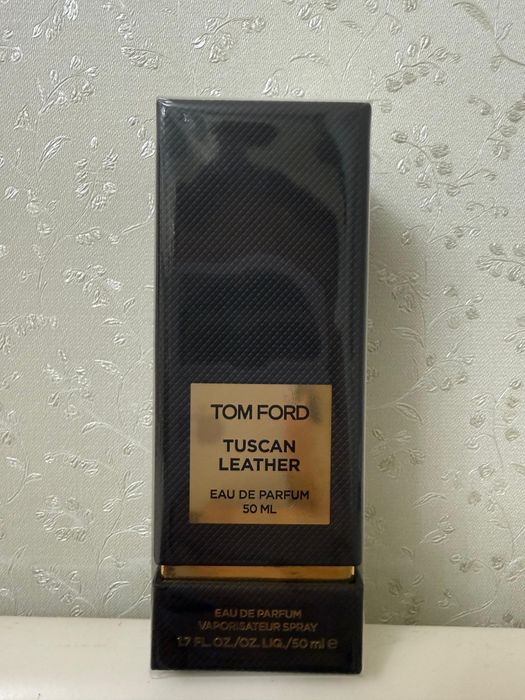 TOM FORD
TUSCAN
LEATHER
EAU DE PARFUM
50 ML
EAU DE PARFUM
VAPORISATEUR SPRAY
1.7 FL.OZ./OZ. LIQ./50 ml ℮